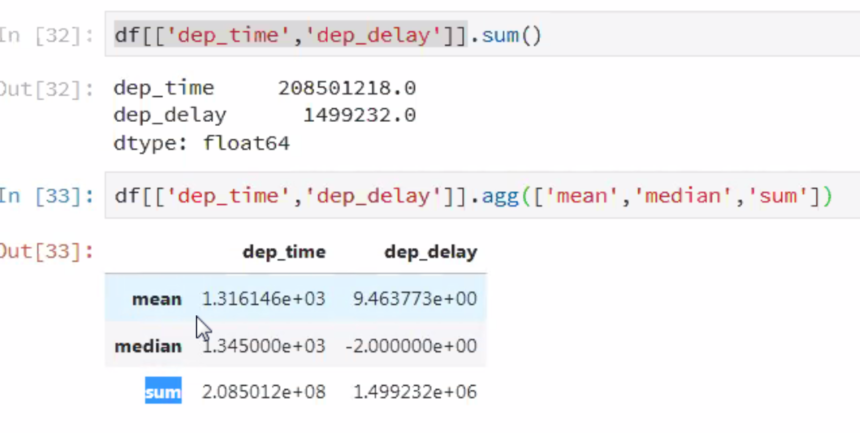 In [32]: df[['dep_time','dep_delay']].sum()
Out[32]: dep_time 208501218.0
dep_delay 1499232.0
dtype: float64
In [33]: df[['dep_time','dep_delay']].agg(['mean','median','sum'])
Out[33]:
dep_time dep_delay
mean 1.316146e+03 9.463773e+00
median 1.345000e+03 -2.000000e+00
sum 2.085012e+08 1.499232e+06